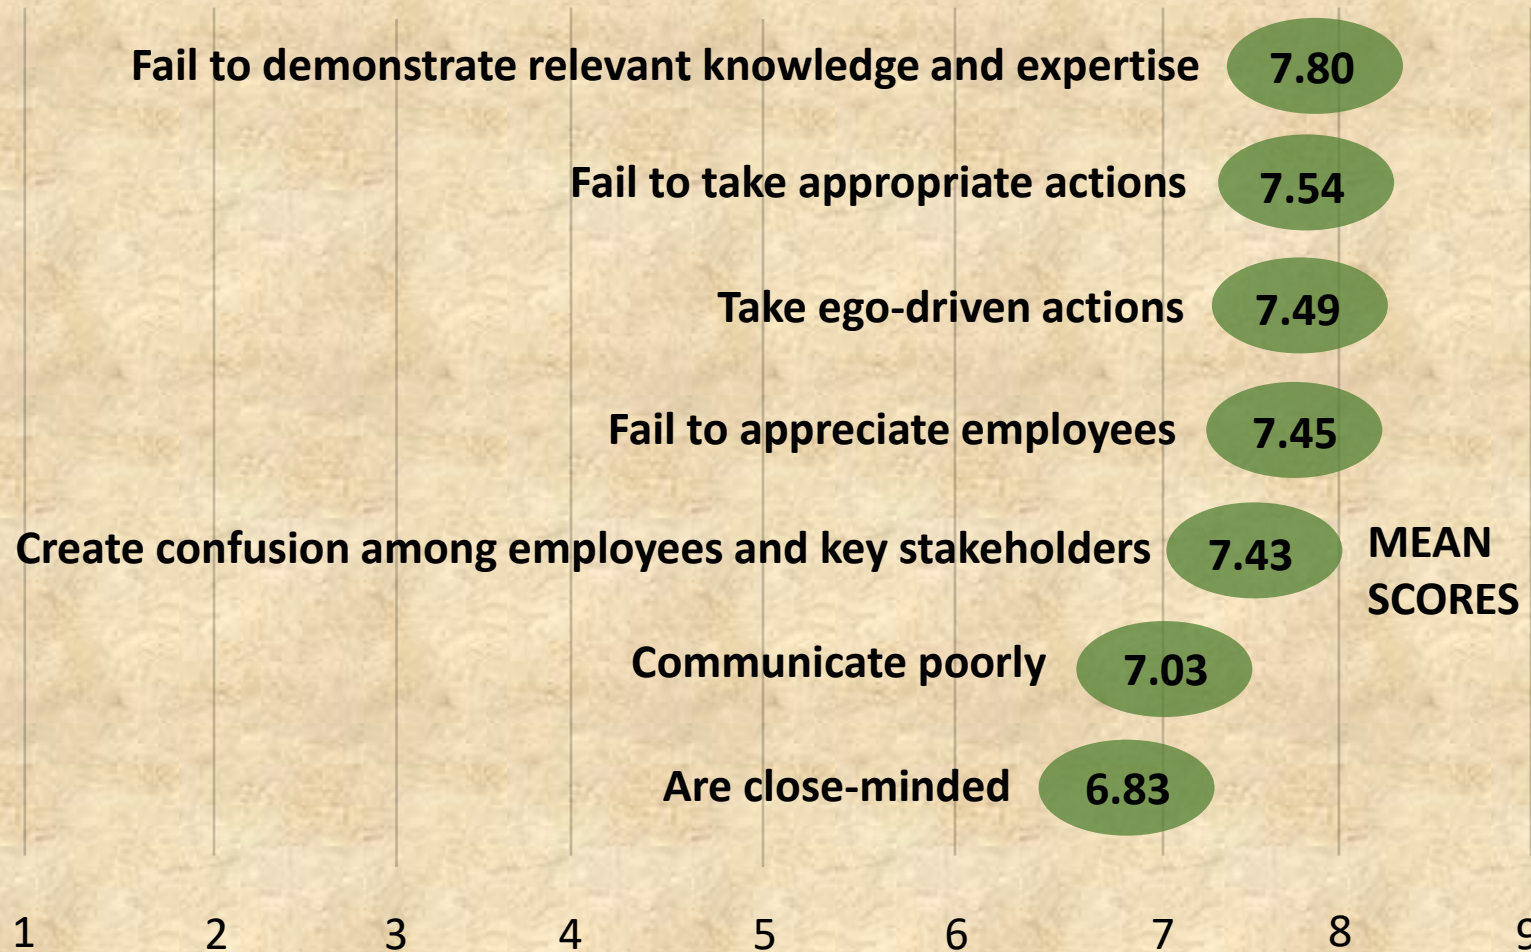 Fail to demonstrate relevant knowledge and expertise 7.80
Fail to take appropriate actions 7.54
Take ego-driven actions 7.49
Fail to appreciate employees 7.45
Create confusion among employees and key stakeholders 7.43
MEAN
SCORES
Communicate poorly 7.03
Are close-minded 6.83
1 2 3 4 5 6 7 8 9